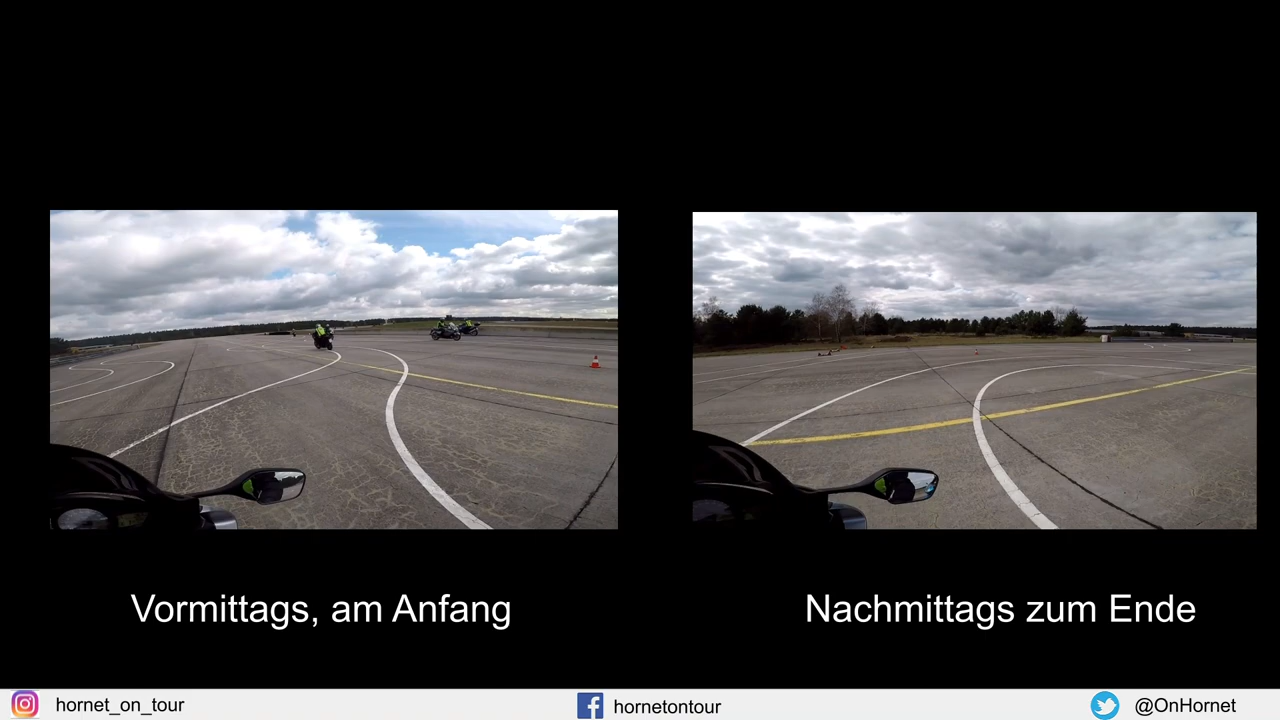 Vormittags, am Anfang
Nachmittags zum Ende
hornet_on_tour
hornetontour
@OnHornet